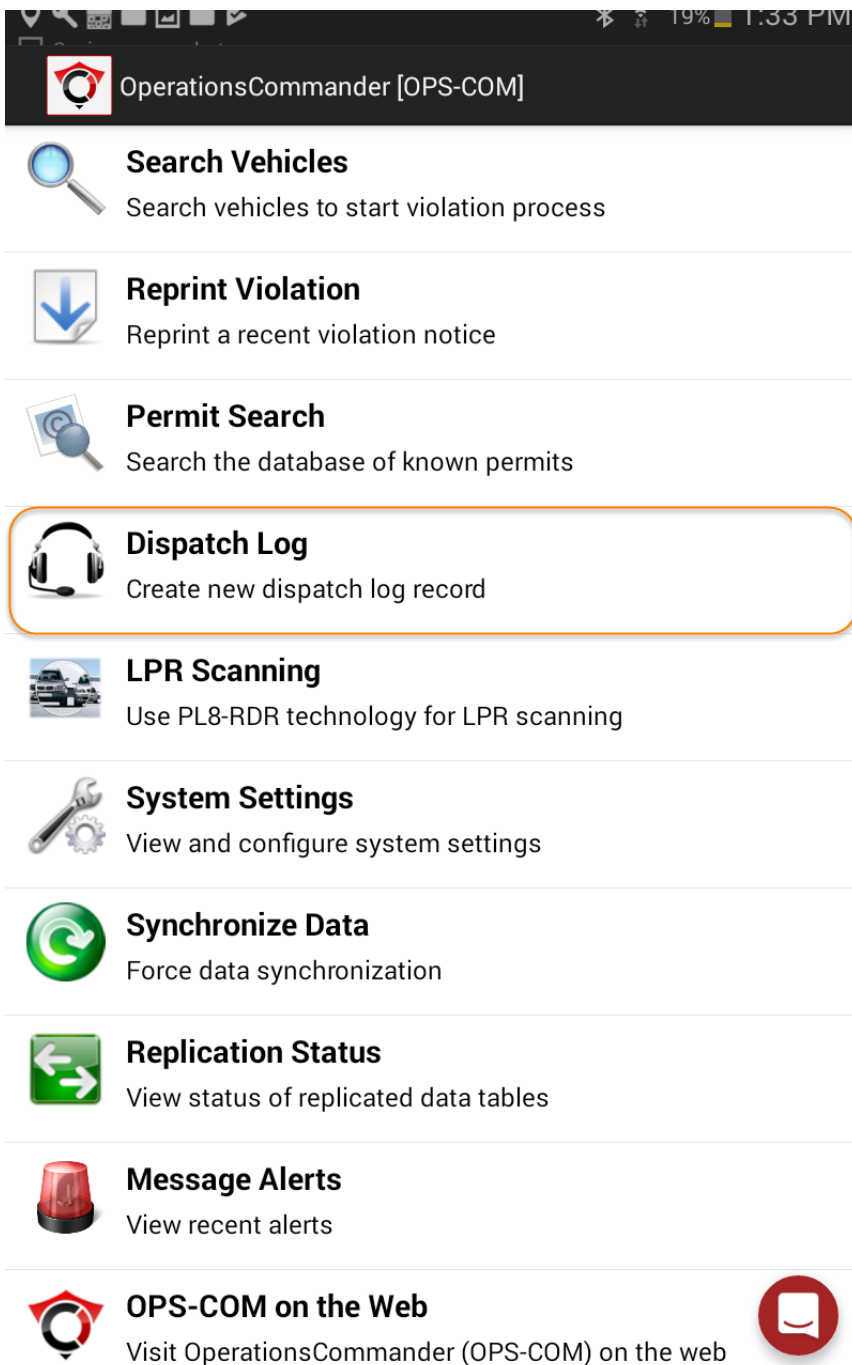 19% 1:33 PM
OperationsCommander [OPS-COM]
Search Vehicles
Search vehicles to start violation process
Reprint Violation
Reprint a recent violation notice
Permit Search
Search the database of known permits
Dispatch Log
Create new dispatch log record
LPR Scanning
Use PL8-RDR technology for LPR scanning
System Settings
View and configure system settings
Synchronize Data
Force data synchronization
Replication Status
View status of replicated data tables
Message Alerts
View recent alerts
OPS-COM on the Web
Visit OperationsCommander (OPS-COM) on the web